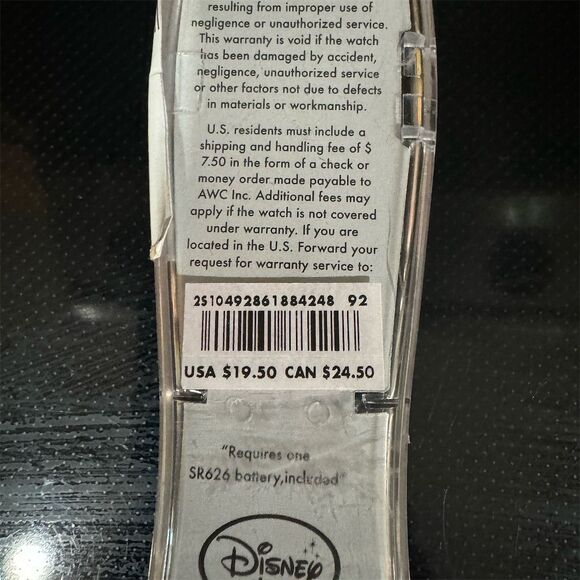 resulting from improper use of
negligence or unauthorized service.
This warranty is void if the watch
has been damaged by accident,
negligence, unauthorized service
or other factors not due to defects
in materials or workmanship.
U.S. residents must include a
shipping and handling fee of $
7.50 in the form of a check or
money order made payable to
AWC Inc. Additional fees may
apply if the watch is not covered
under warranty. If you are
located in the U.S. Forward your
request for warranty service to:
2510492861884248 92
USA $19.50 CAN $24.50
"Requires one
SR626 battery,included"
Disney